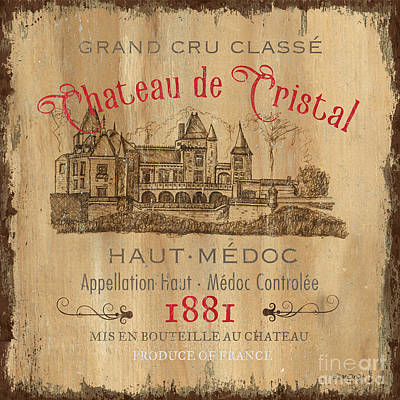 GRAND CRU CLASSÉ
Chateau de Cristal
HAUT·MÉDOC
Appellation Haut · Médoc Controlée
1881
MIS EN BOUTEILLE AU CHATEAU
PRODUCE OF FRANCE
fine art
america